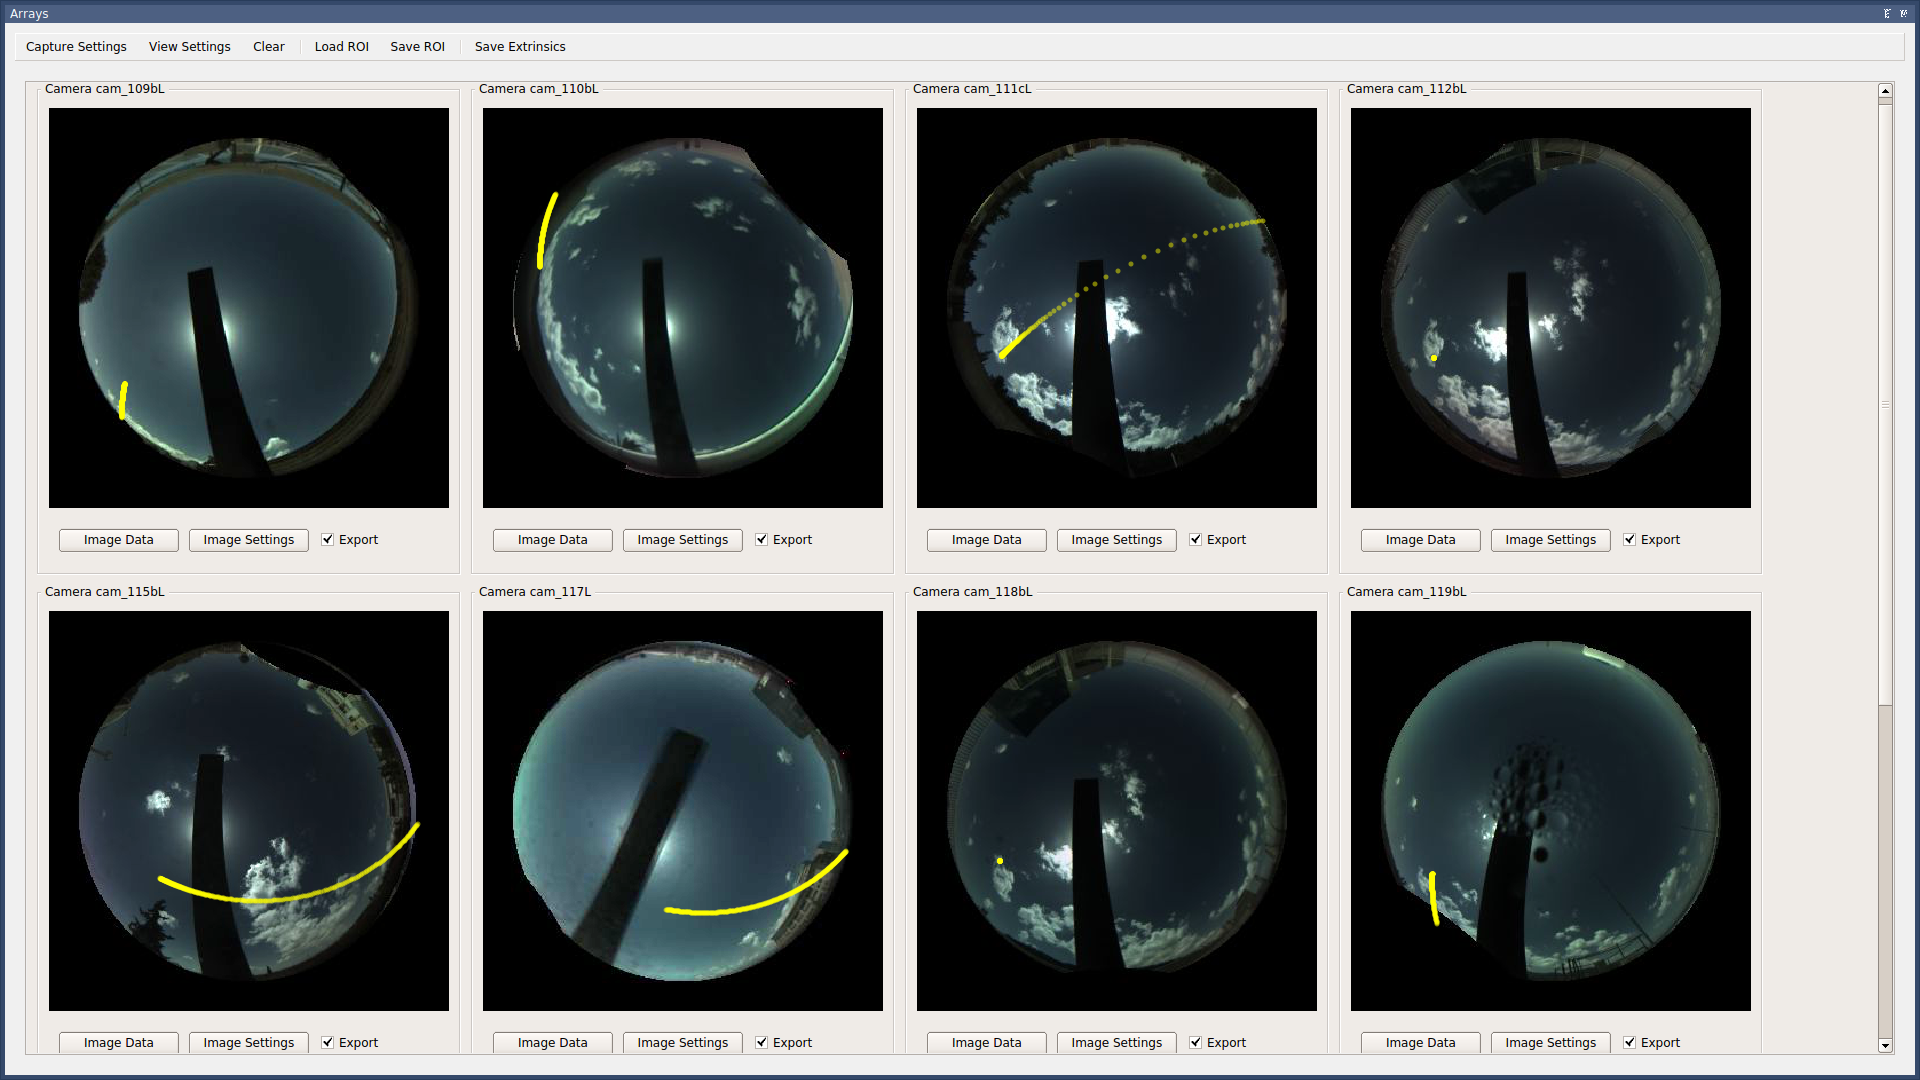 Arrays
Capture Settings View Settings Clear Load ROI Save ROI Save Extrinsics
Camera cam_109bL Camera cam_110bL Camera cam_111cL Camera cam_112bL
Image Data Image Settings Export Image Data Image Settings Export Image Data Image Settings Export Image Data Image Settings Export
Camera cam_115bL Camera cam_117L Camera cam_118bL Camera cam_119bL
Image Data Image Settings Export Image Data Image Settings Export Image Data Image Settings Export Image Data Image Settings Export